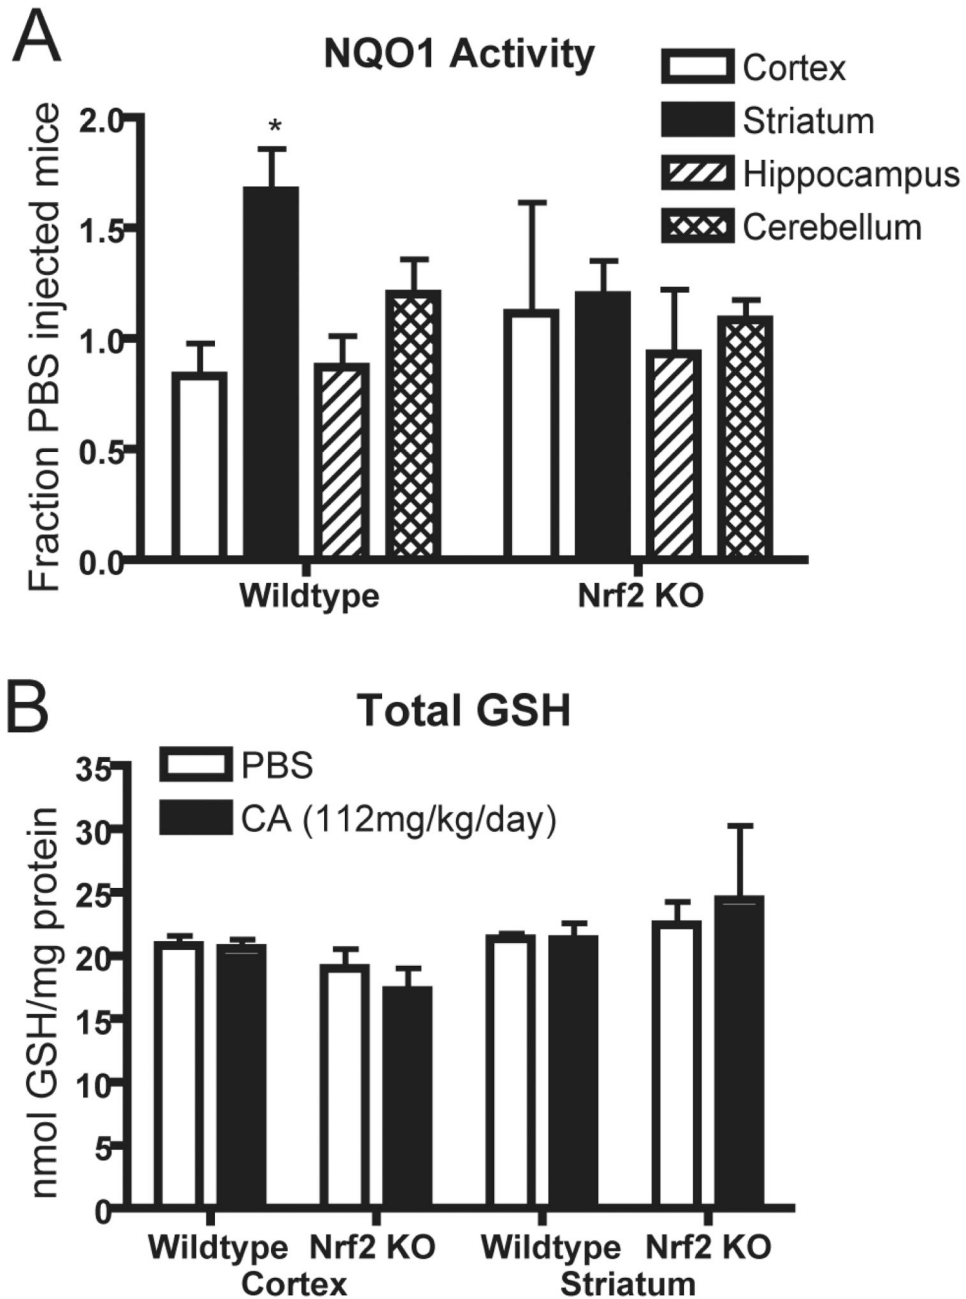 A
NQO1 Activity
Cortex
Striatum
Hippocampus
Cerebellum
Fraction PBS injected mice
2.0
1.5
1.0
0.5
0.0
*
Wildtype Nrf2 KO
B
Total GSH
PBS
CA (112mg/kg/day)
nmol GSH/mg protein
35
30
25
20
15
10
5
0
Wildtype Nrf2 KO Wildtype Nrf2 KO
Cortex Striatum